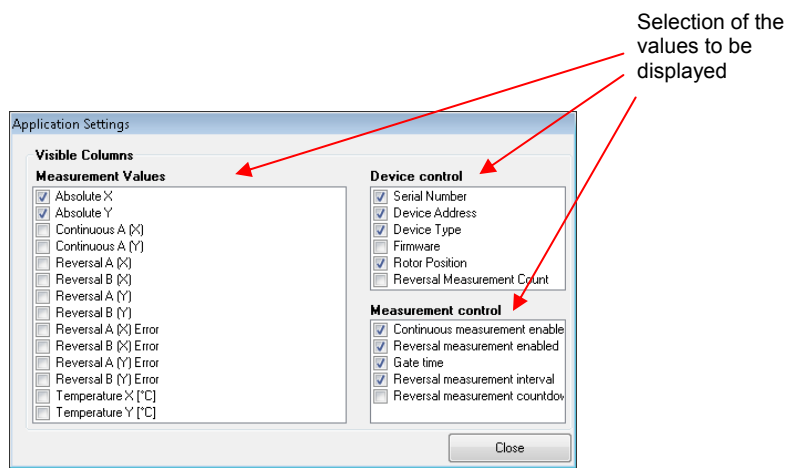 Selection of the
values to be
displayed
Application Settings
Visible Columns
Measurement Values
Absolute X
Absolute Y
Continuous A (X)
Continuous A (Y)
Reversal A (X)
Reversal B (X)
Reversal A (Y)
Reversal B (Y)
Reversal A (X) Error
Reversal B (X) Error
Reversal A (Y) Error
Reversal B (Y) Error
Temperature X [°C]
Temperature Y [°C]
Device control
Serial Number
Device Address
Device Type
Firmware
Rotor Position
Reversal Measurement Count
Measurement control
Continuous measurement enable
Reversal measurement enabled
Gate time
Reversal measurement interval
Reversal measurement countdov
Close